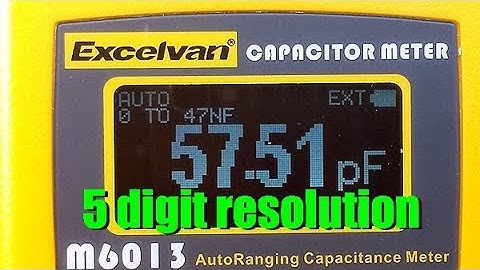 Excelvan® CAPACITOR METER
AUTO EXT
0 TO 47NF
57.51 pF
5 digit resolution
M6013 AutoRanging Capacitance Meter